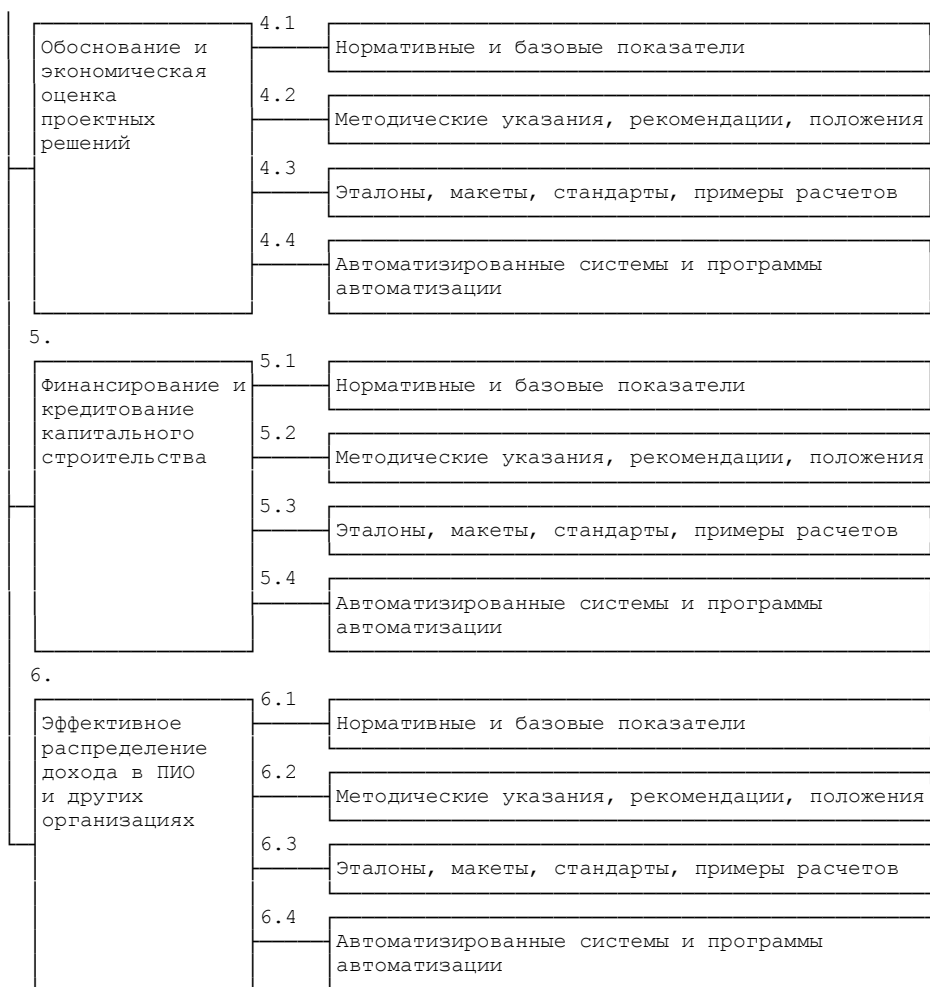 4.1
Обоснование и
экономическая
оценка
проектных
решений
Нормативные и базовые показатели
4.2
Методические указания, рекомендации, положения
4.3
Эталоны, макеты, стандарты, примеры расчетов
4.4
Автоматизированные системы и программы
автоматизации
5.
5.1
Финансирование и
кредитование
капитального
строительства
Нормативные и базовые показатели
5.2
Методические указания, рекомендации, положения
5.3
Эталоны, макеты, стандарты, примеры расчетов
5.4
Автоматизированные системы и программы
автоматизации
6.
6.1
Эффективное
распределение
дохода в ПИО
и других
организациях
Нормативные и базовые показатели
6.2
Методические указания, рекомендации, положения
6.3
Эталоны, макеты, стандарты, примеры расчетов
6.4
Автоматизированные системы и программы
автоматизации